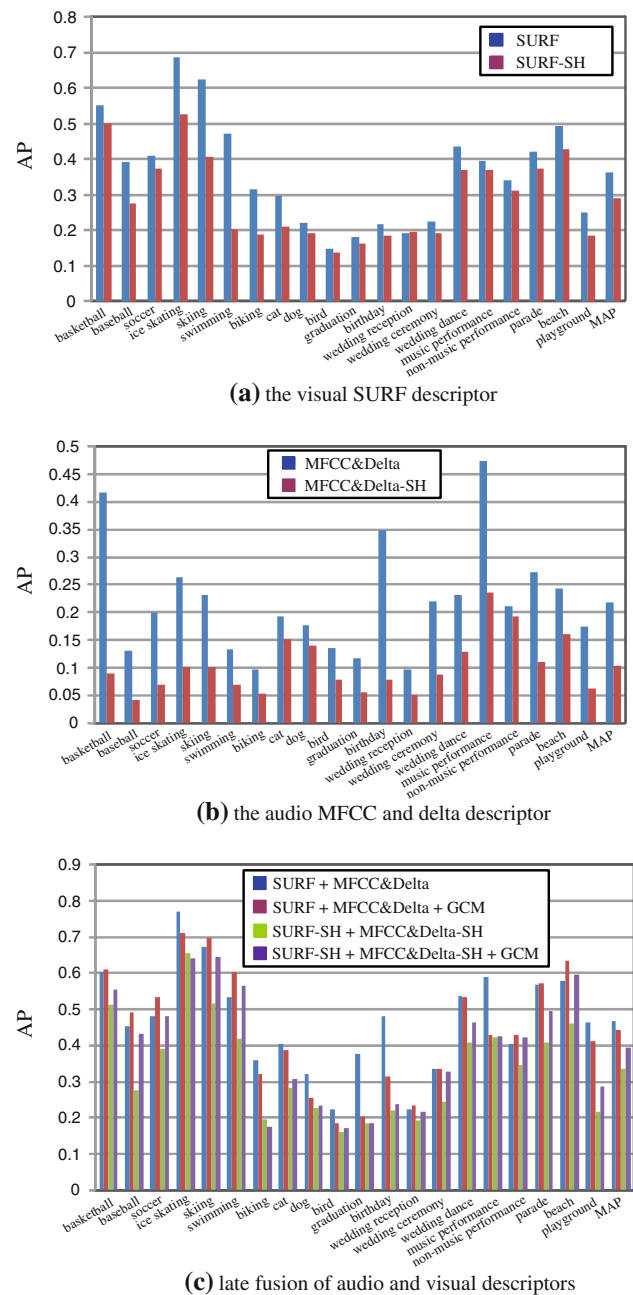 0.8
0.7
0.6
0.5
0.4
0.3
0.2
0.1
0
AP
SURF
SURF-SH
basketball
baseball
soccer
ice skating
skiing
swimming
biking
cat
dog
bird
graduation
birthday
wedding reception
wedding ceremony
wedding dance
music performance
non-music performance
parade
beach
playground
MAP
(a) the visual SURF descriptor
0.5
0.45
0.4
0.35
0.3
0.25
0.2
0.15
0.1
0.05
0
AP
MFCC&Delta
MFCC&Delta-SH
basketball
baseball
soccer
ice skating
skiing
swimming
biking
cat
dog
bird
graduation
birthday
wedding reception
wedding ceremony
wedding dance
music performance
non-music performance
parade
beach
playground
MAP
(b) the audio MFCC and delta descriptor
0.9
0.8
0.7
0.6
0.5
0.4
0.3
0.2
0.1
0
AP
SURF + MFCC&Delta
SURF + MFCC&Delta + GCM
SURF-SH + MFCC&Delta-SH
SURF-SH + MFCC&Delta-SH + GCM
basketball
baseball
soccer
ice skating
skiing
swimming
biking
cat
dog
bird
graduation
birthday
wedding reception
wedding ceremony
wedding dance
music performance
non-music performance
parade
beach
playground
MAP
(c) late fusion of audio and visual descriptors